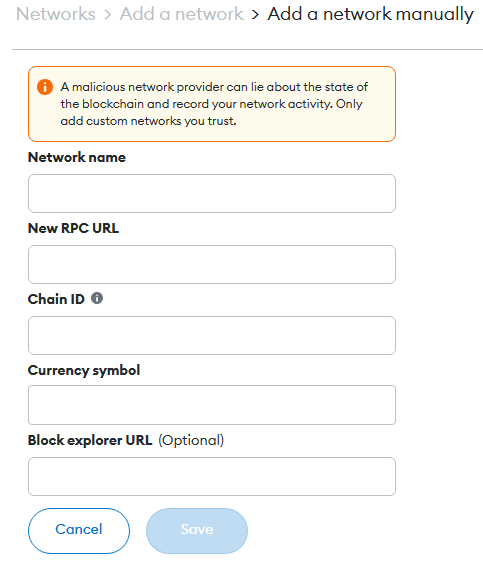 Networks > Add a network > Add a network manually
A malicious network provider can lie about the state of
the blockchain and record your network activity. Only
add custom networks you trust.
Network name
New RPC URL
Chain ID
Currency symbol
Block explorer URL (Optional)
Cancel Save